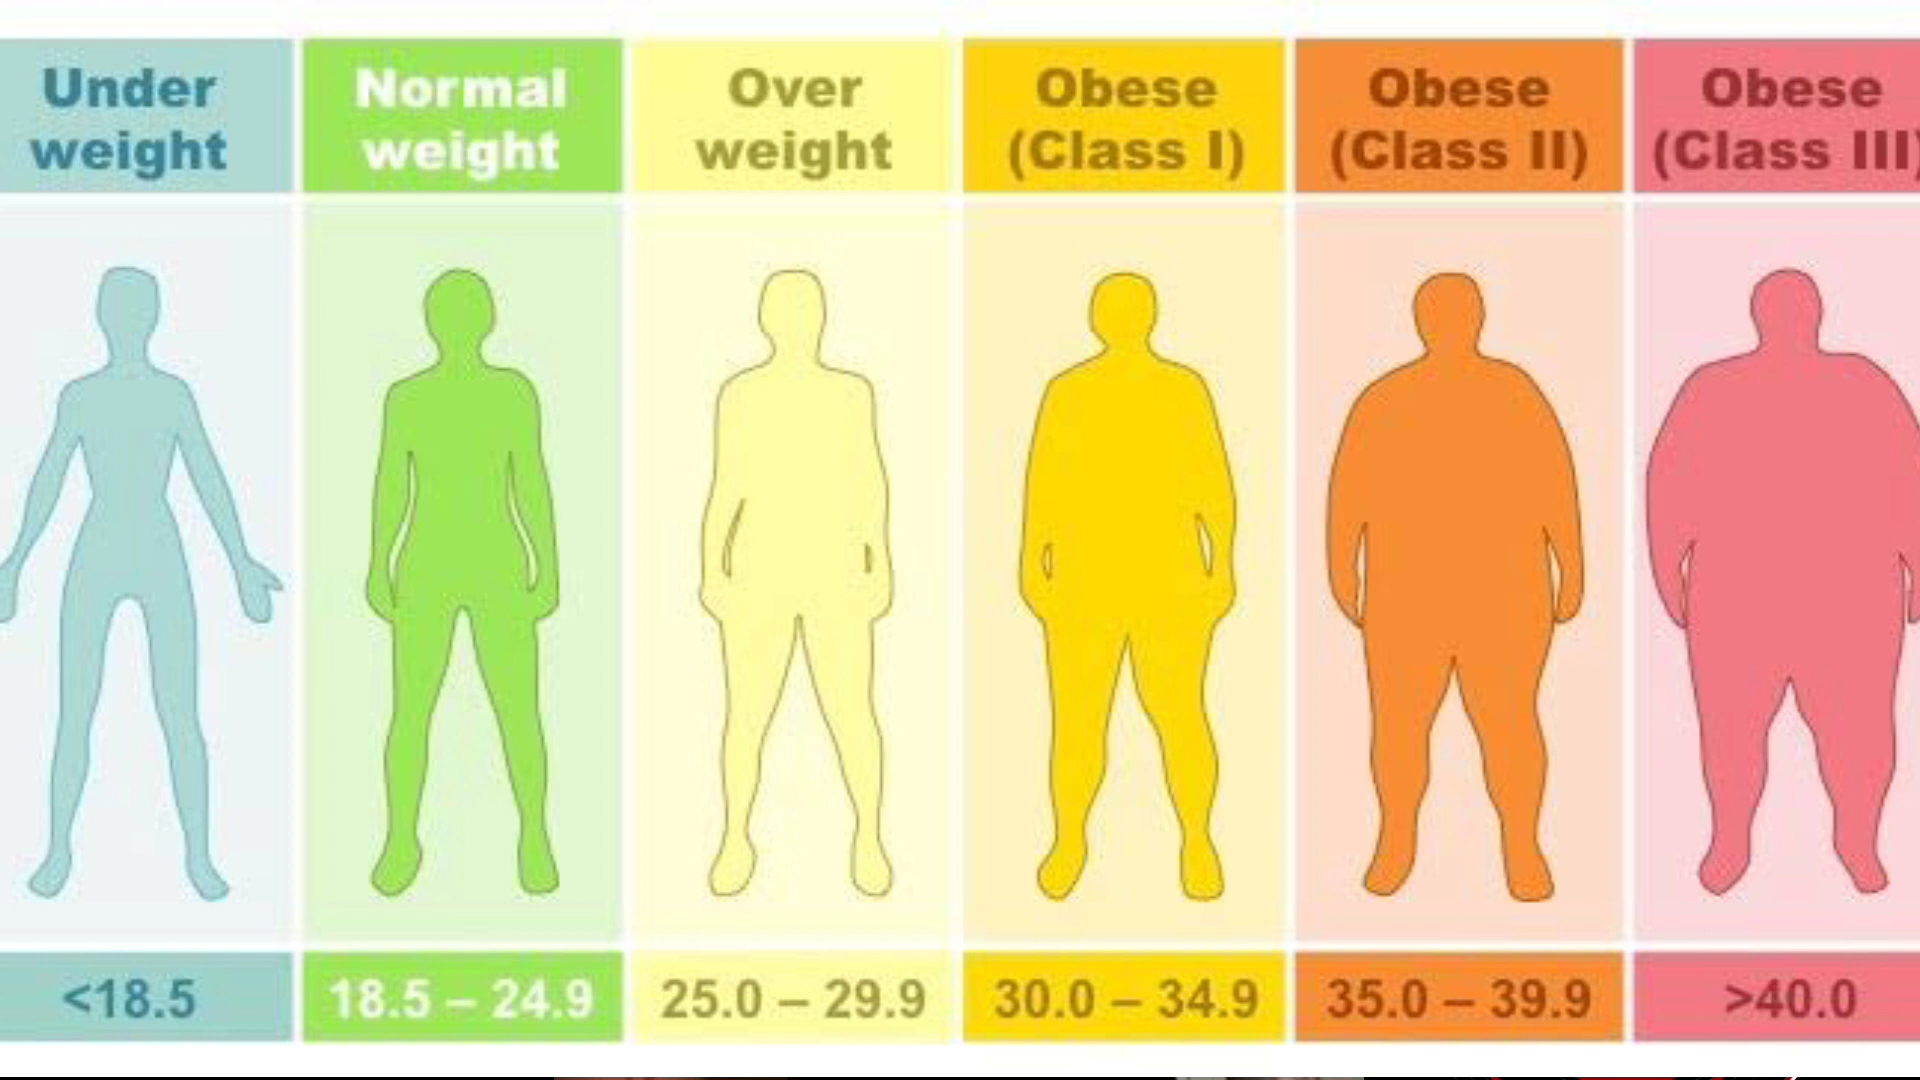 Under
weight
Normal
weight
Over
weight
Obese
(Class I)
Obese
(Class II)
Obese
(Class III)
<18.5
18.5 – 24.9
25.0 – 29.9
30.0 – 34.9
35.0 – 39.9
>40.0